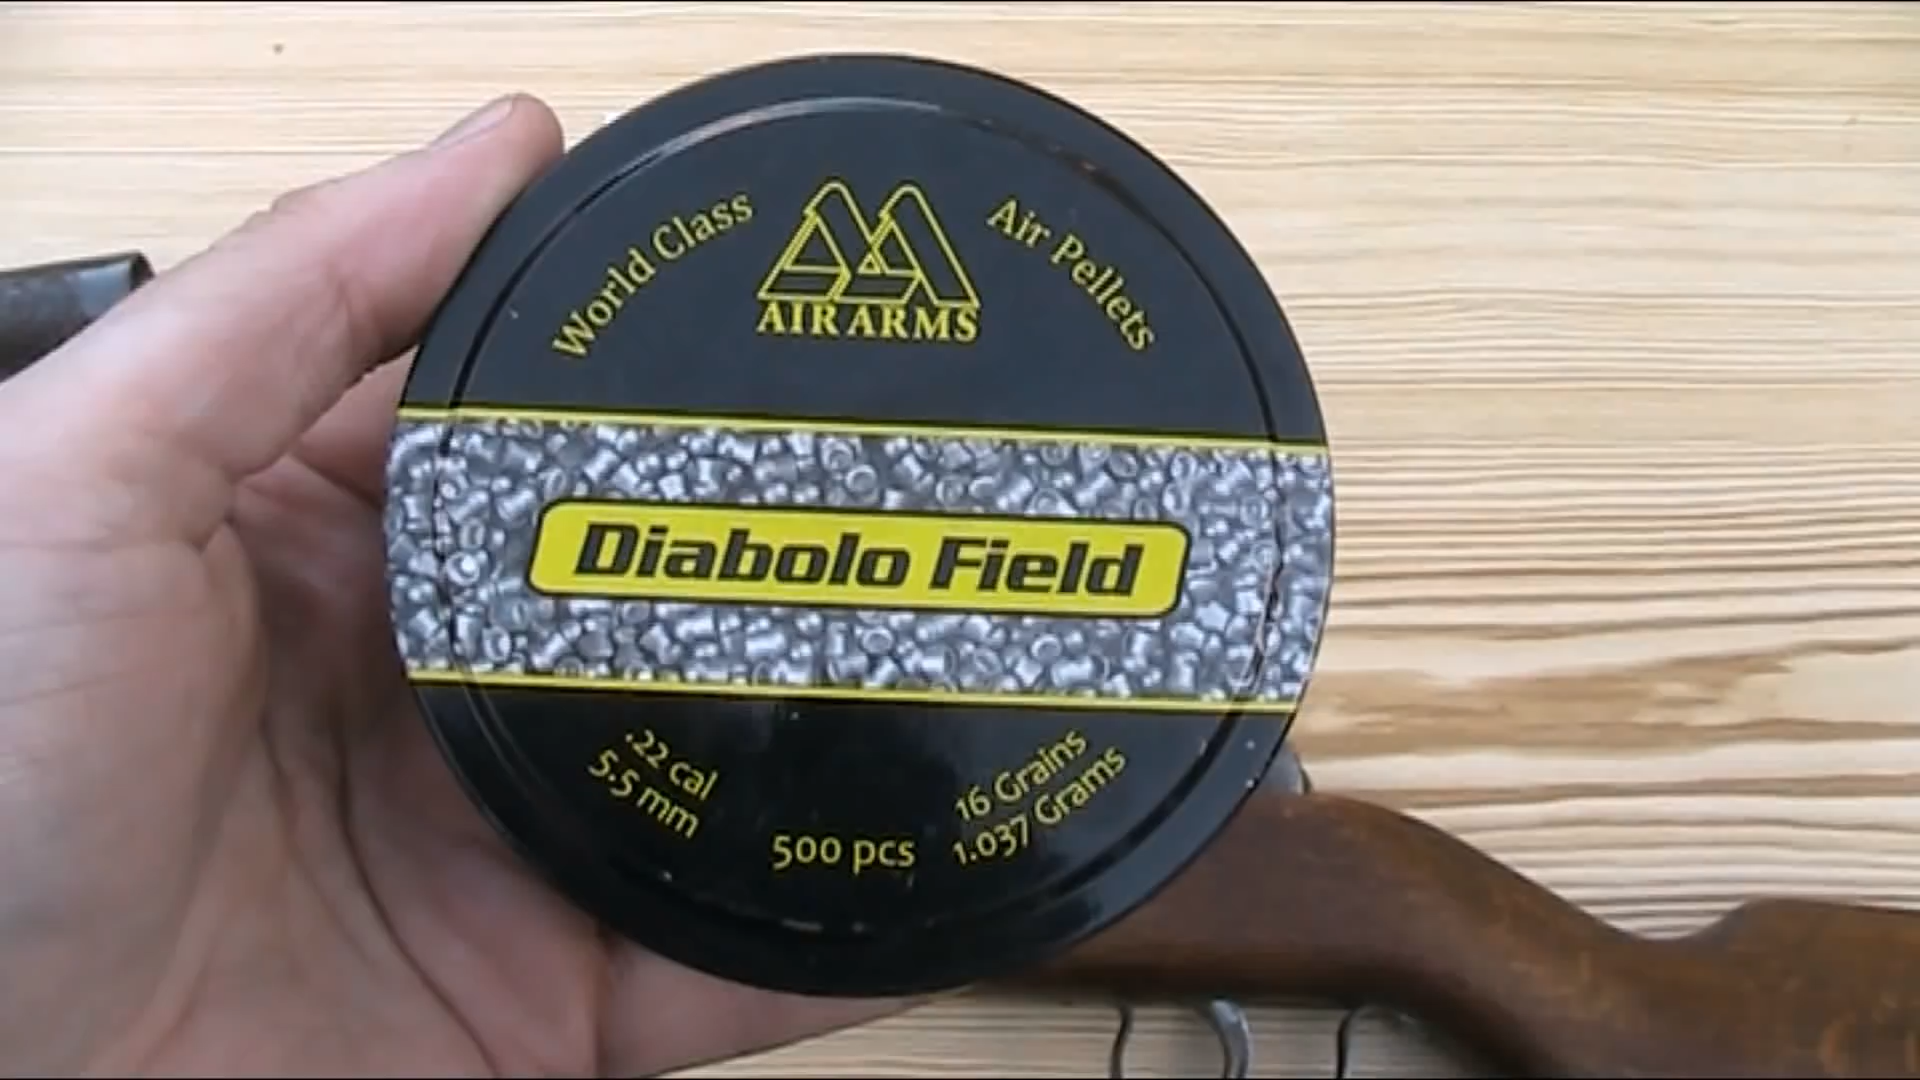 World Class
AIR ARMS
Air Pellets
Diabolo Field
.22 cal
5.5 mm
500 pcs
16 Grains
1.037 Grams